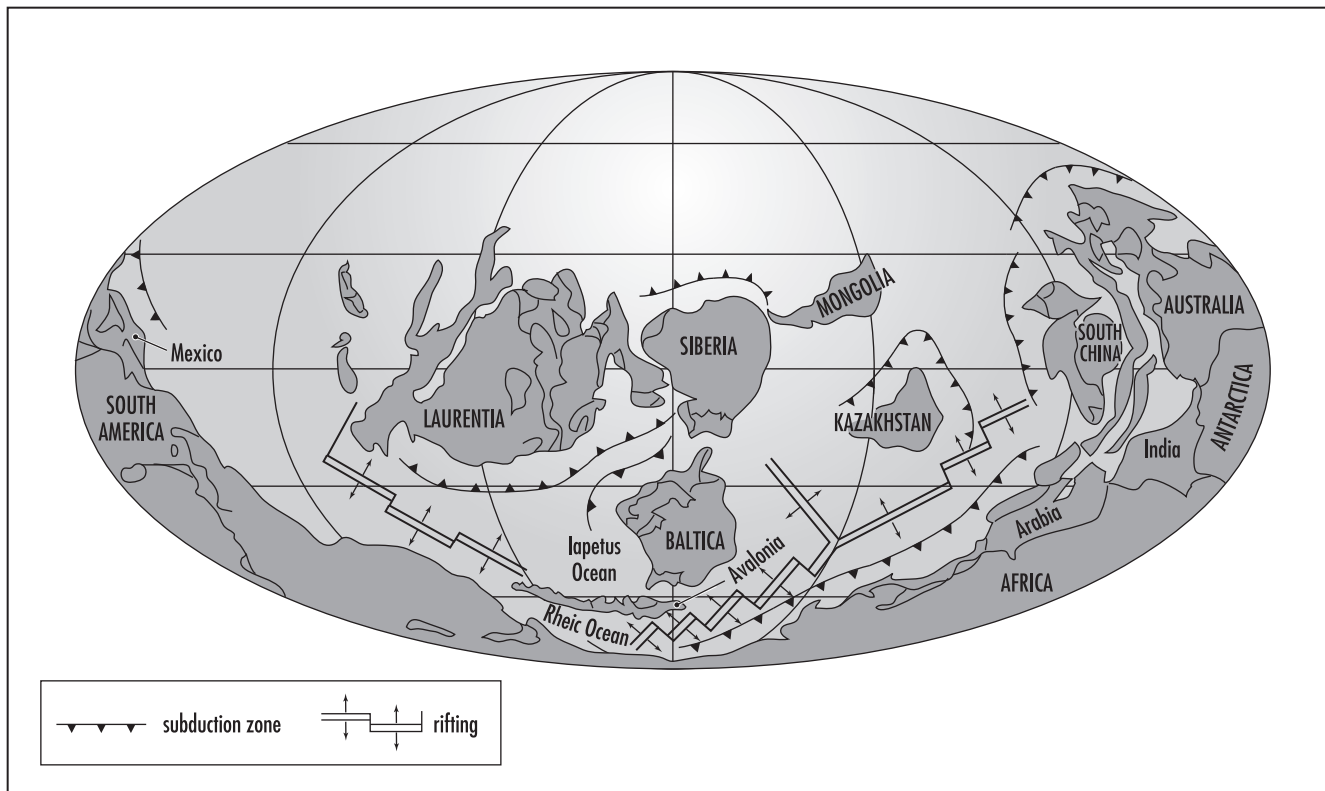 MONGOLIA
AUSTRALIA
SIBERIA
SOUTH
CHINA
Mexico
SOUTH
AMERICA
LAURENTIA
KAZAKHSTAN
ANTARCTICA
India
Arabia
BALTICA
Iapetus
Ocean
Avalonia
AFRICA
Rheic Ocean
subduction zone
rifting